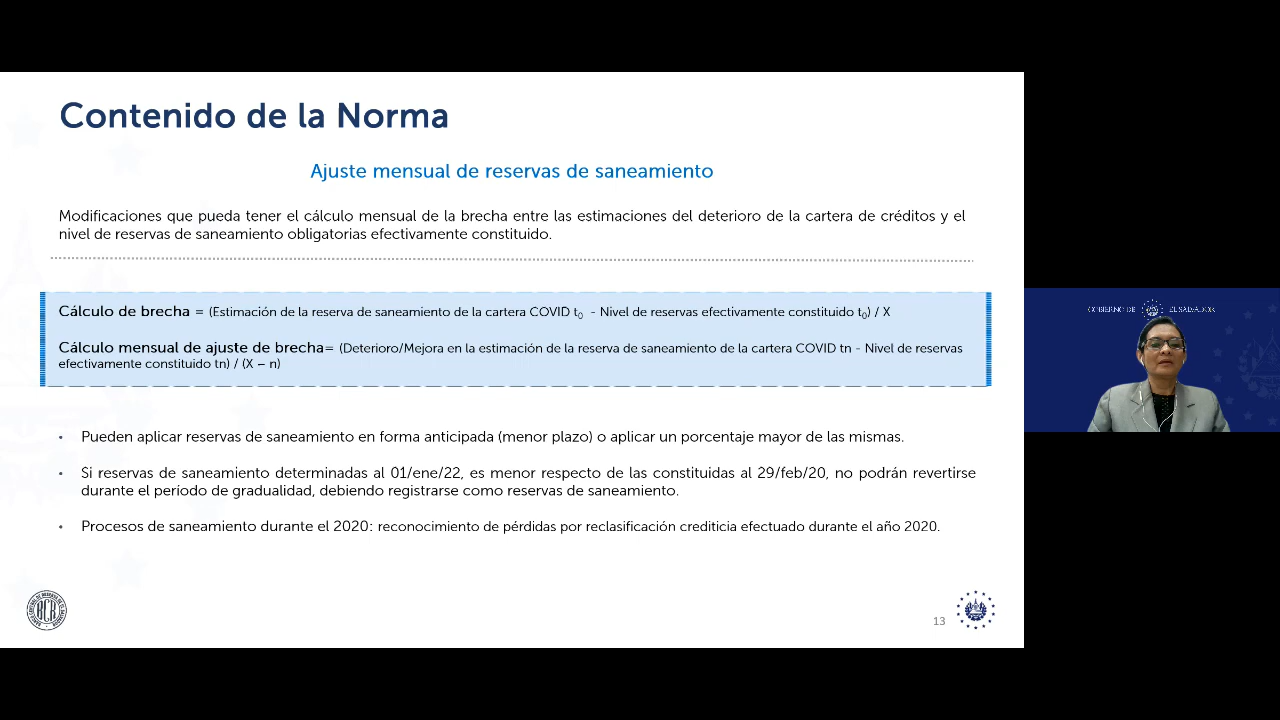 Contenido de la Norma
Ajuste mensual de reservas de saneamiento
Modificaciones que pueda tener el cálculo mensual de la brecha entre las estimaciones del deterioro de la cartera de créditos y el
nivel de reservas de saneamiento obligatorias efectivamente constituido.
Cálculo de brecha = (Estimación de la reserva de saneamiento de la cartera COVID t0 - Nivel de reservas efectivamente constituido t0) / X
Cálculo mensual de ajuste de brecha= (Deterioro/Mejora en la estimación de la reserva de saneamiento de la cartera COVID tn - Nivel de reservas
efectivamente constituido tn) / (X – n)
• Pueden aplicar reservas de saneamiento en forma anticipada (menor plazo) o aplicar un porcentaje mayor de las mismas.
• Si reservas de saneamiento determinadas al 01/ene/22, es menor respecto de las constituidas al 29/feb/20, no podrán revertirse
durante el período de gradualidad, debiendo registrarse como reservas de saneamiento.
• Procesos de saneamiento durante el 2020: reconocimiento de pérdidas por reclasificación crediticia efectuado durante el año 2020.
BCR
13
GOBIERNO DE EL SALVADOR